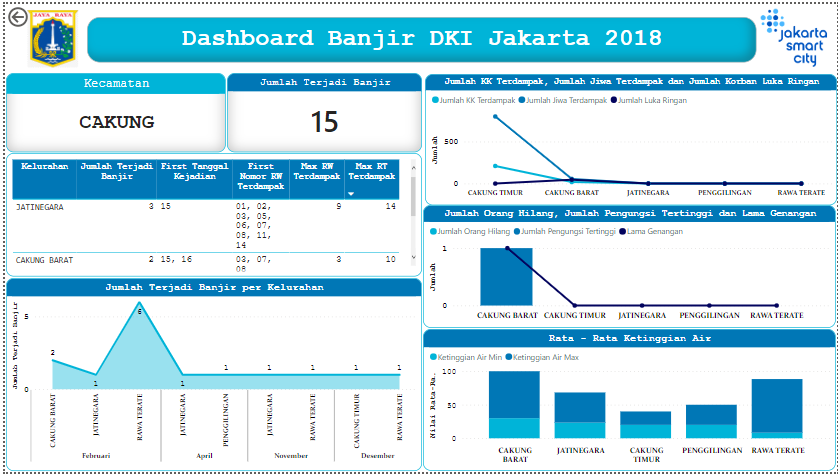 JAYA RAYA
Dashboard Banjir DKI Jakarta 2018
jakarta
smart
city
Kecamatan
CAKUNG
Jumlah Terjadi Banjir
15
Kelurahan Jumlah Terjadi Banjir First Tanggal Kejadian First Nomor RW Terdampak Max RW Terdampak Max RT Terdampak
JATINEGARA 3 15 01, 02, 03, 05, 06, 07, 08, 11, 14 9 14
CAKUNG BARAT 2 15, 16 03, 07, 08 3 10
Jumlah Terjadi Banjir per Kelurahan
Jumlah Terjadi Banjir
5
0
2 1 6 1 1 1 1 1 1
CAKUNG BARAT JATINEGARA RAWA TERATE JATINEGARA PENGGILINGAN JATINEGARA RAWA TERATE CAKUNG TIMUR RAWA TERATE
Februari April November Desember
Jumlah KK Terdampak, Jumlah Jiwa Terdampak dan Jumlah Korban Luka Ringan
Jumlah KK Terdampak Jumlah Jiwa Terdampak Jumlah Luka Ringan
Jumlah
500
0
CAKUNG TIMUR CAKUNG BARAT JATINEGARA PENGGILINGAN RAWA TERATE
Jumlah Orang Hilang, Jumlah Pengungsi Tertinggi dan Lama Genangan
Jumlah Orang Hilang Jumlah Pengungsi Tertinggi Lama Genangan
Jumlah
1
0
CAKUNG BARAT CAKUNG TIMUR JATINEGARA PENGGILINGAN RAWA TERATE
Rata - Rata Ketinggian Air
Ketinggian Air Min Ketinggian Air Max
Nilai Rata-Ra..
100
50
0
CAKUNG BARAT JATINEGARA CAKUNG TIMUR PENGGILINGAN RAWA TERATE